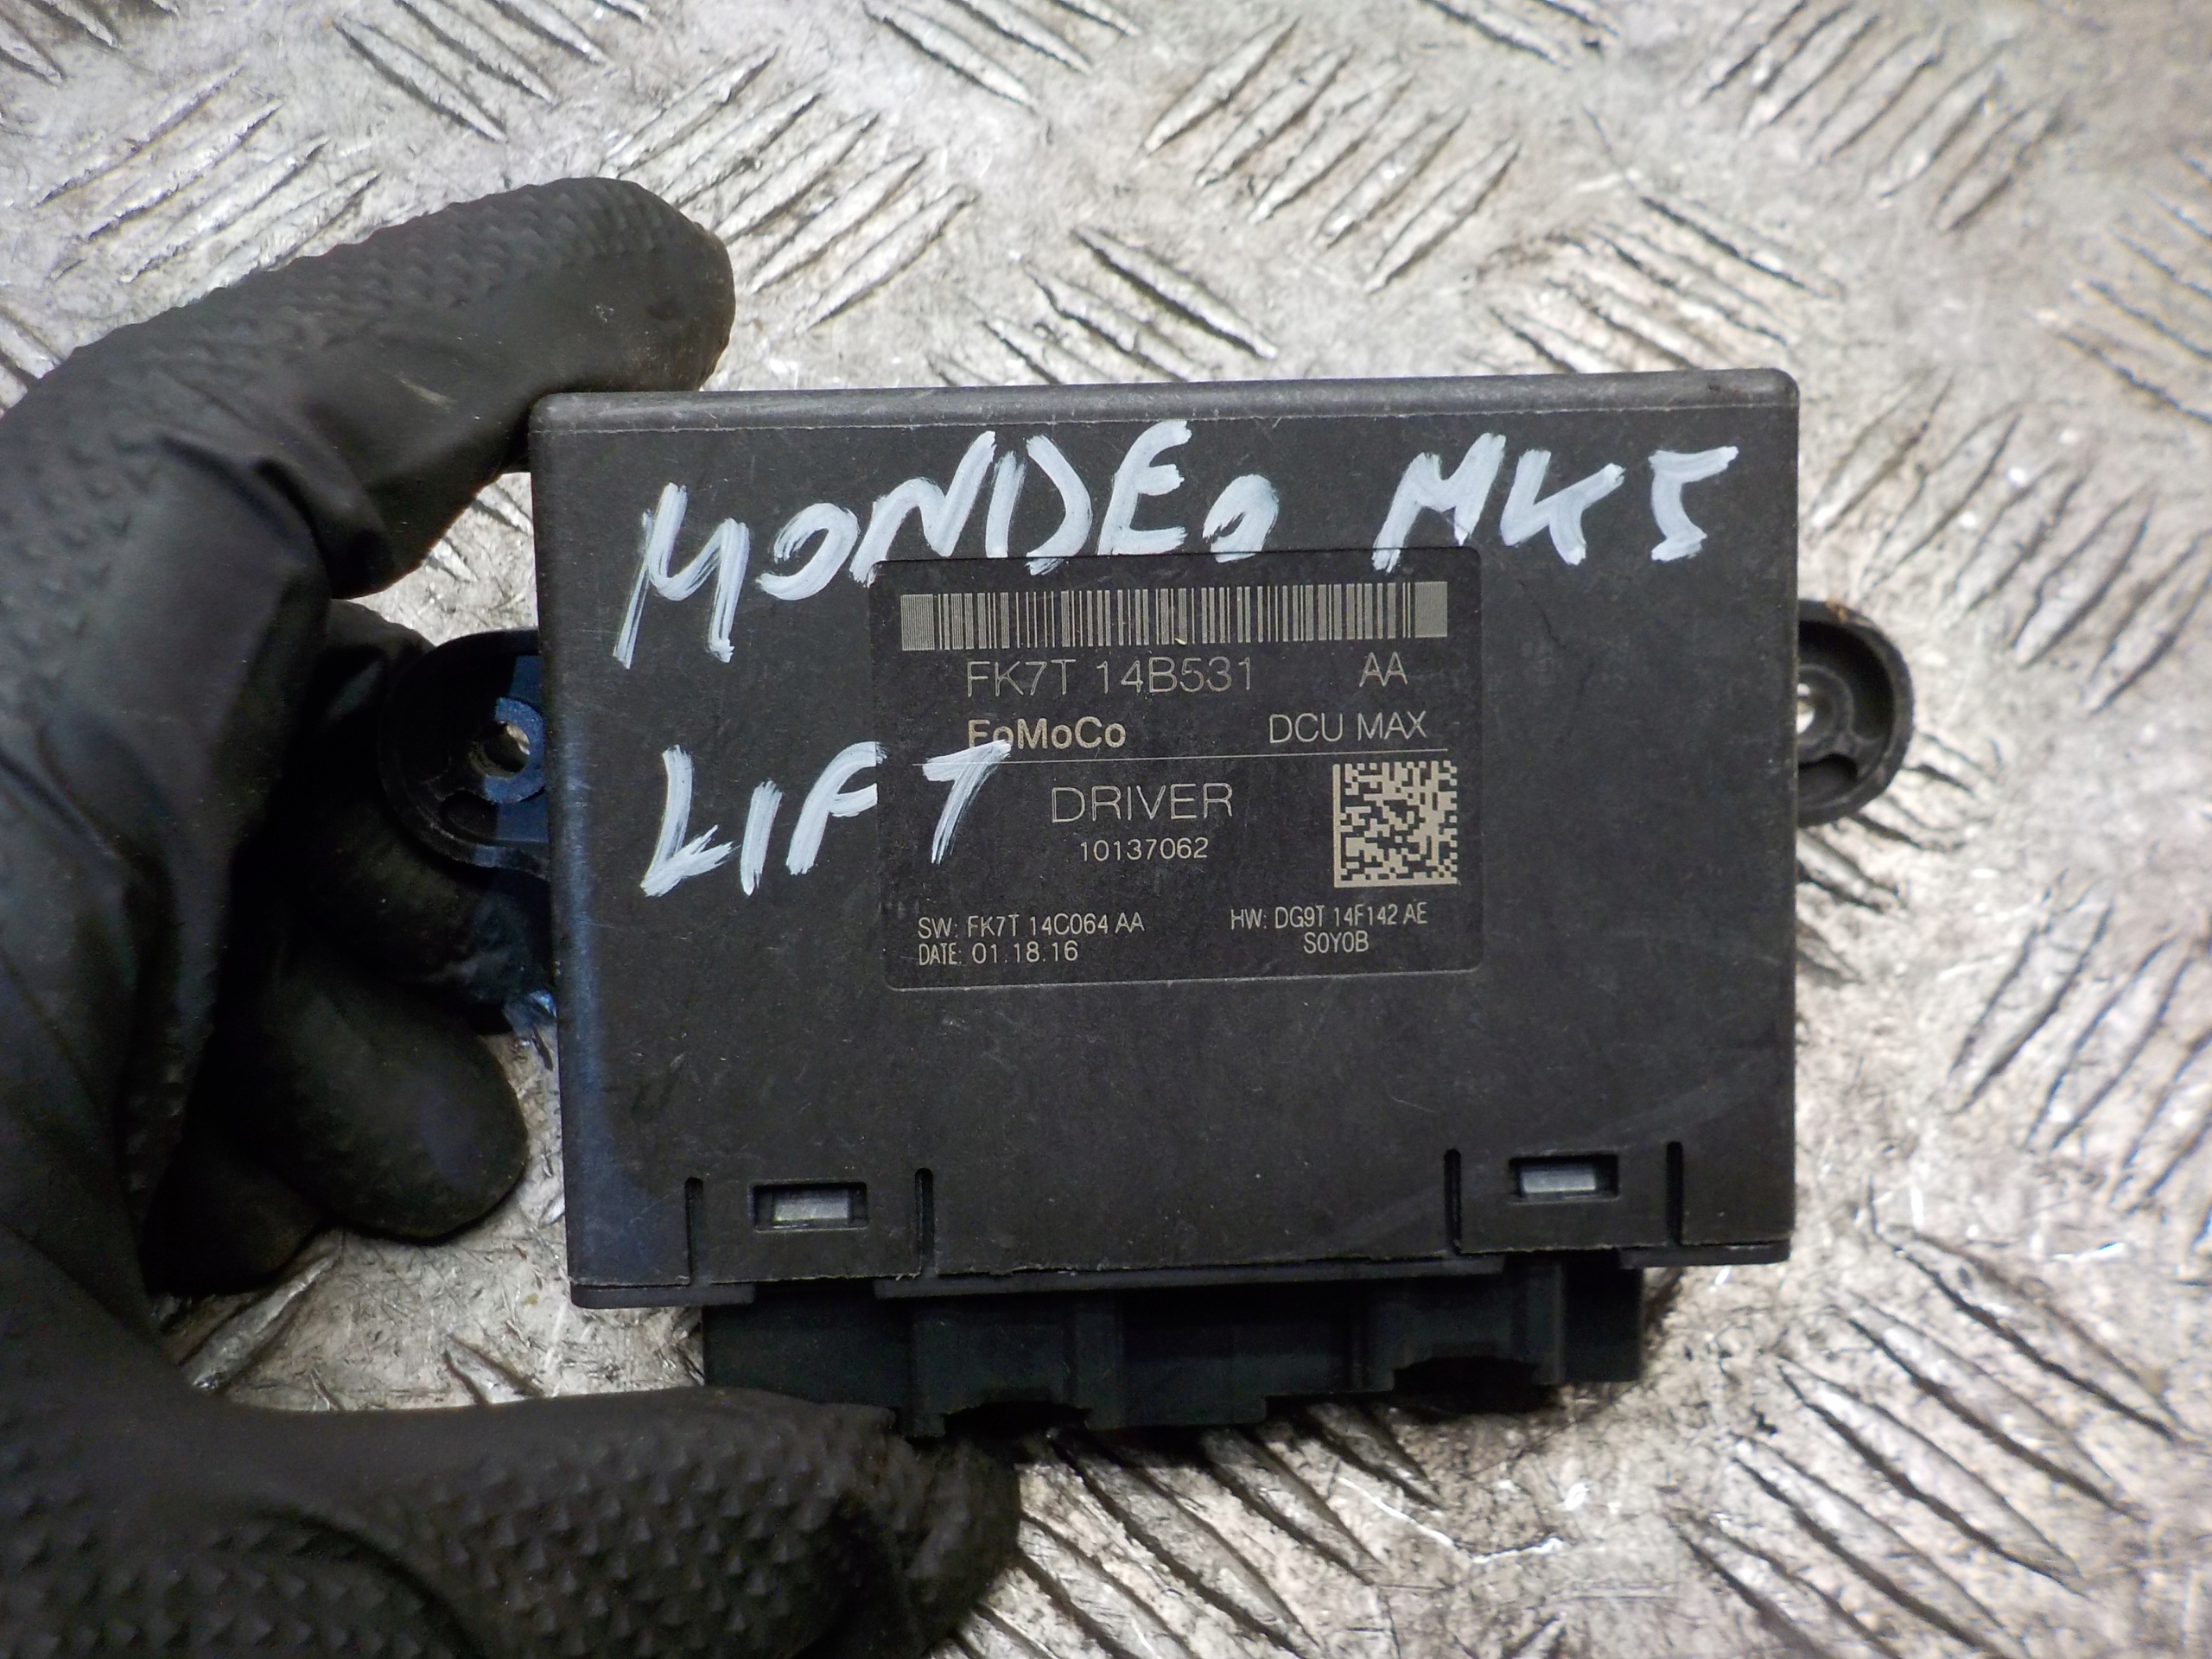 MONDEO MK5
FK7T 14B531 AA
FoMoCo DCU MAX
LIFT
DRIVER
10137062
SW: FK7T 14C064 AA HW: DG9T 14F142 AE
DATE: 01.18.16 S0Y0B